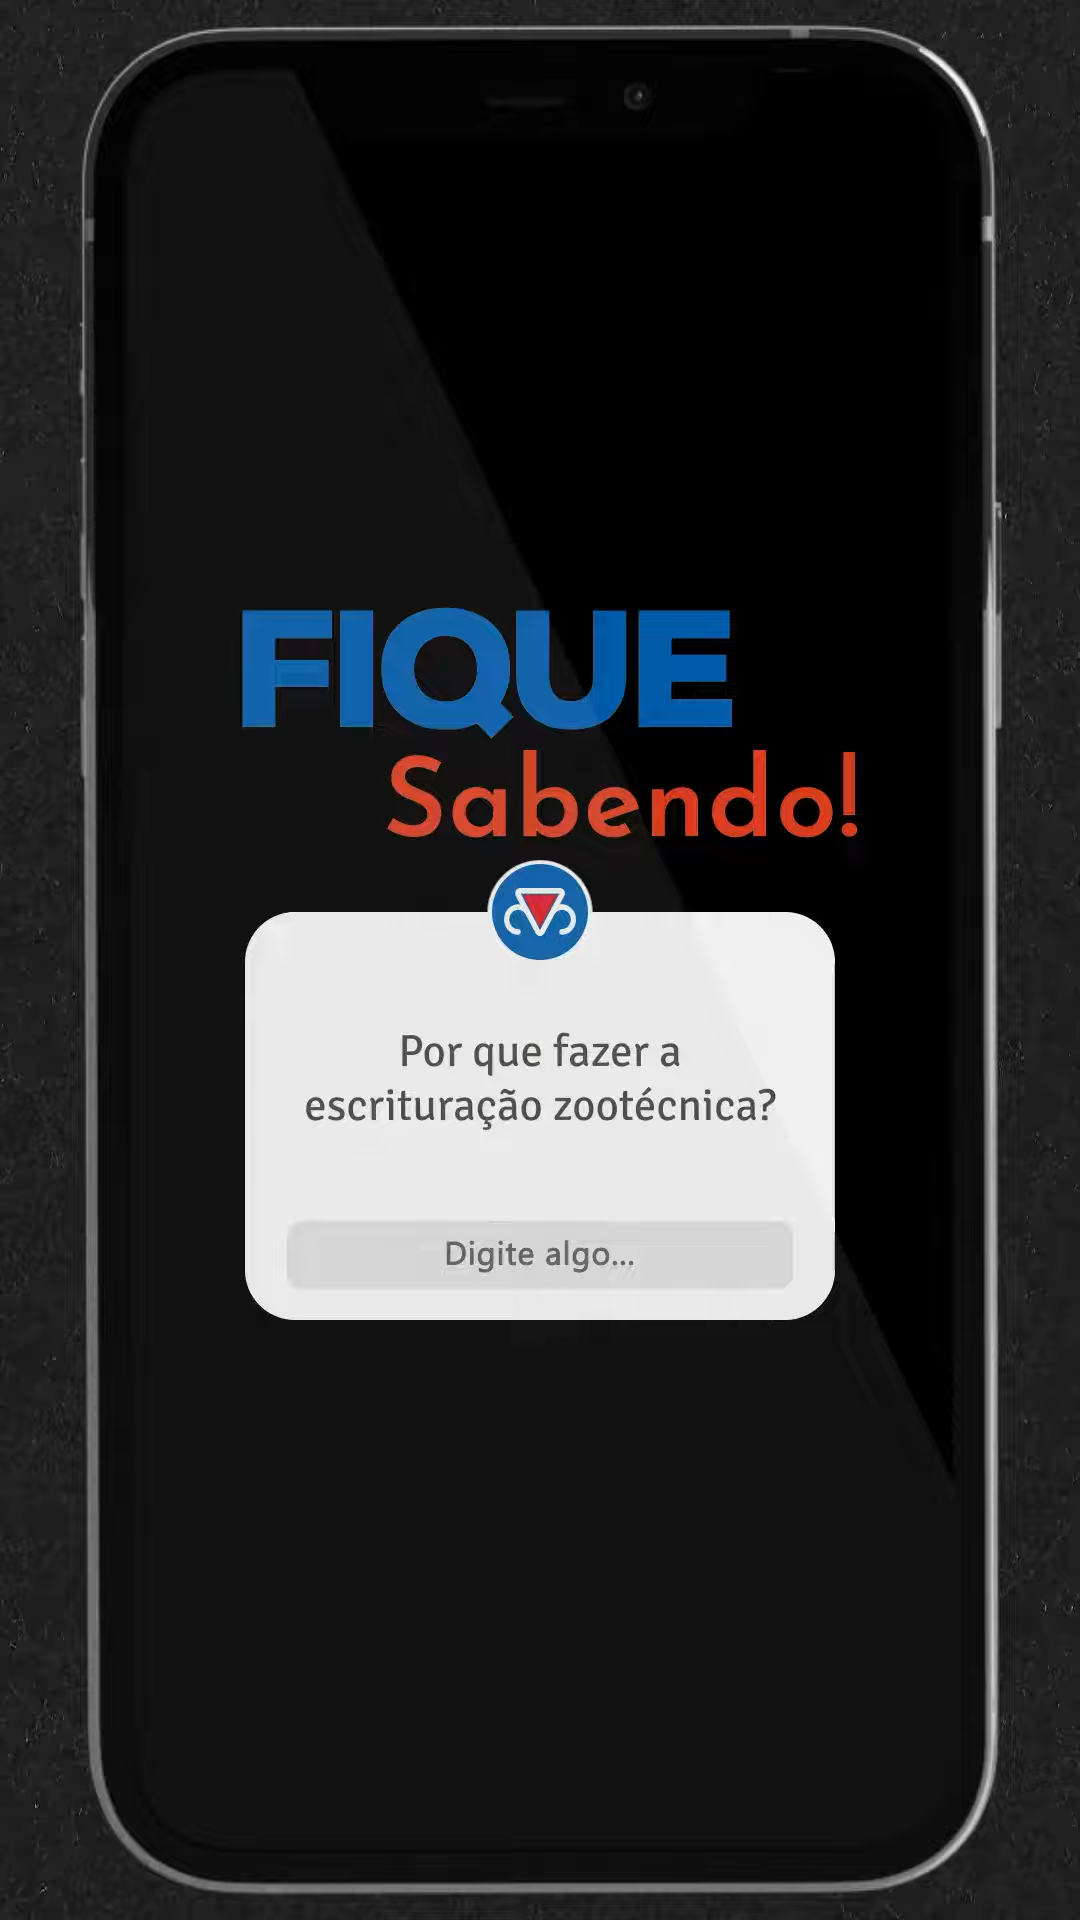 FIQUE
Sabendo!
Por que fazer a
escrituração zootécnica?
Digite algo...